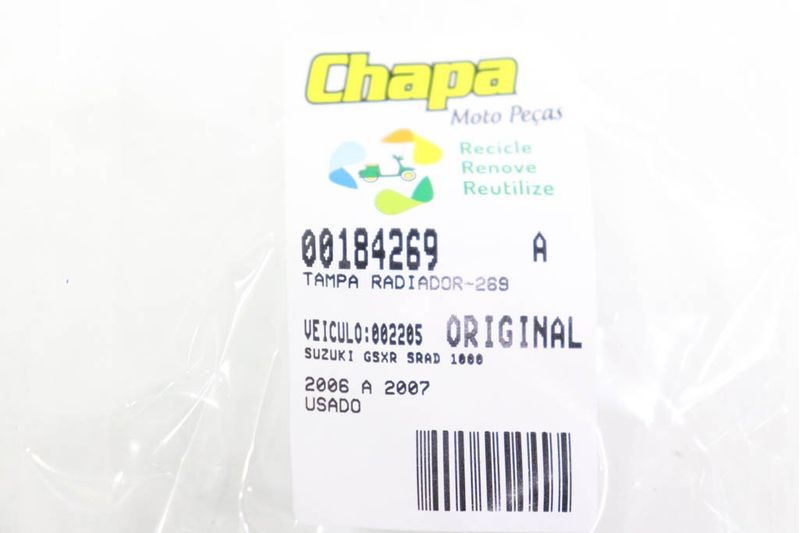 Chapa
Moto Peças
Recicle
Renove
Reutilize
00184269 A
TAMPA RADIADOR-269
VEICULO:002205 ORIGINAL
SUZUKI GSXR SRAD 1000
2006 A 2007
USADO